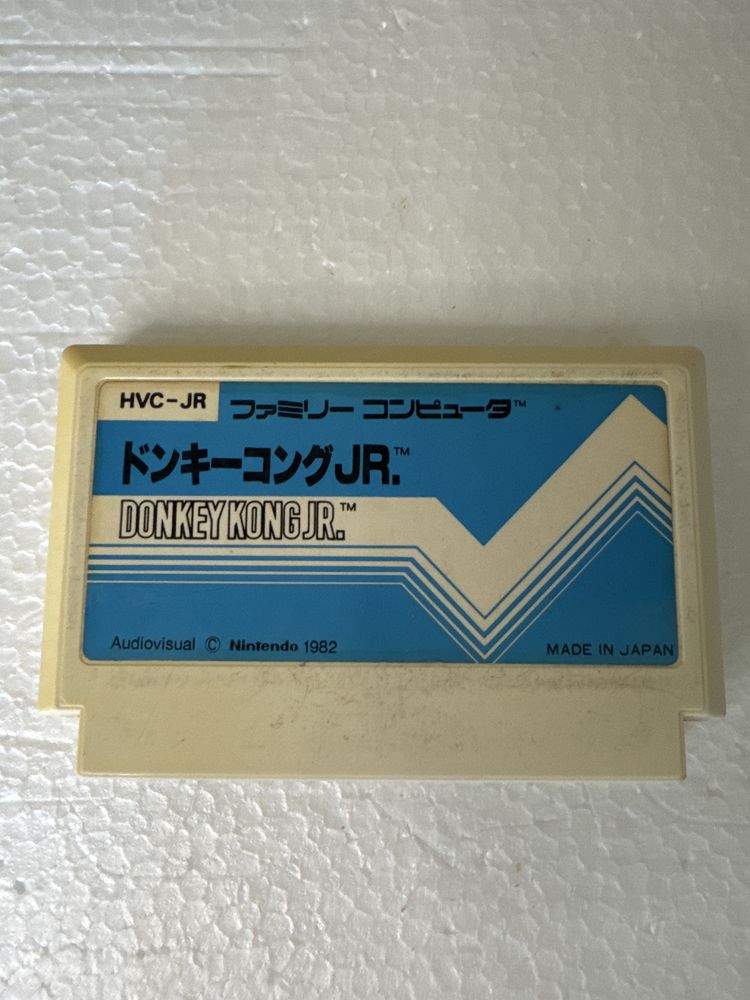 HVC-JR ファミリー コンピュータ™
ドンキーコングJR.™
DONKEY KONG JR.™
Audiovisual © Nintendo 1982
MADE IN JAPAN